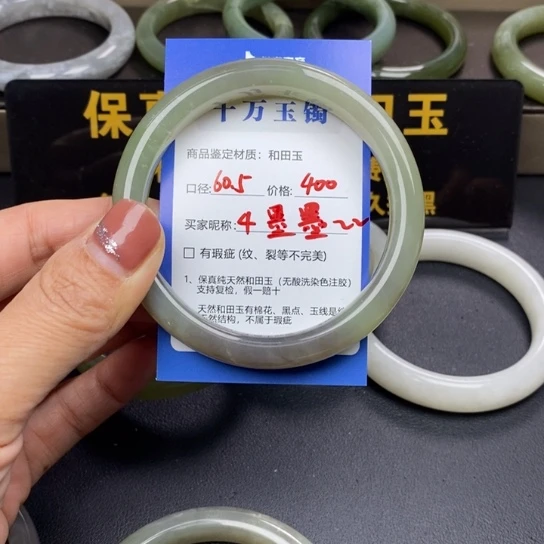 保真
田玉
十万玉镯
商品鉴定材质：和田玉
口径: 60.5 价格: 400
买家昵称: 4墨墨~~
有瑕疵 (纹、裂等不完美)
1、保真纯天然和田玉（无酸洗染色注胶）
支持复检，假一赔十
天然和田玉有棉花、黑点、玉线是
天然结构，不属于瑕疵